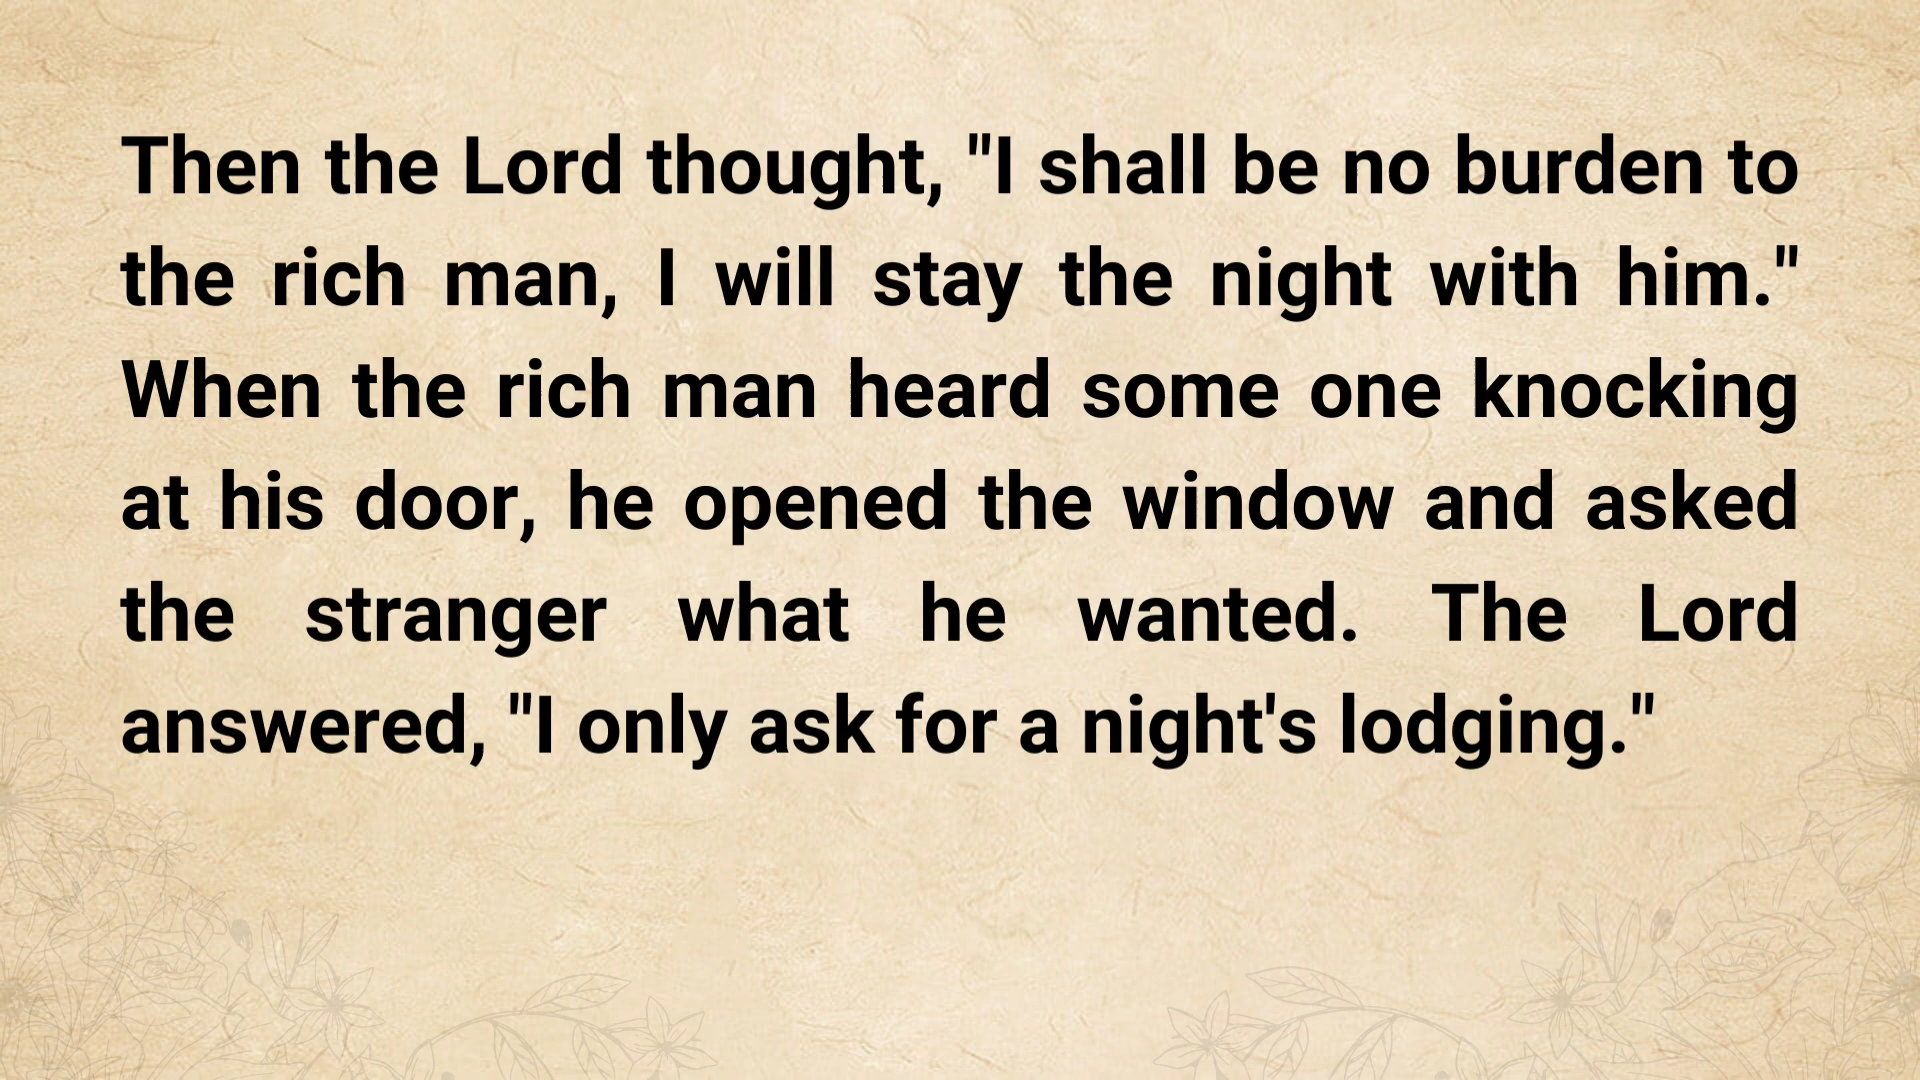 Then the Lord thought, "I shall be no burden to
the rich man, I will stay the night with him."
When the rich man heard some one knocking
at his door, he opened the window and asked
the stranger what he wanted. The Lord
answered, "I only ask for a night's lodging."